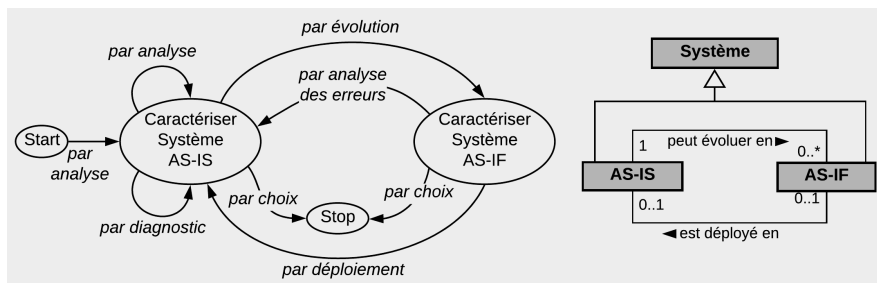 par évolution
par analyse
par analyse
des erreurs
Start
par
analyse
Caractériser
Système
AS-IS
Caractériser
Système
AS-IF
par choix
par choix
Stop
par diagnostic
par déploiement
Système
1
peut évoluer en►
0..*
AS-IS
AS-IF
0..1
0..1
◄est déployé en